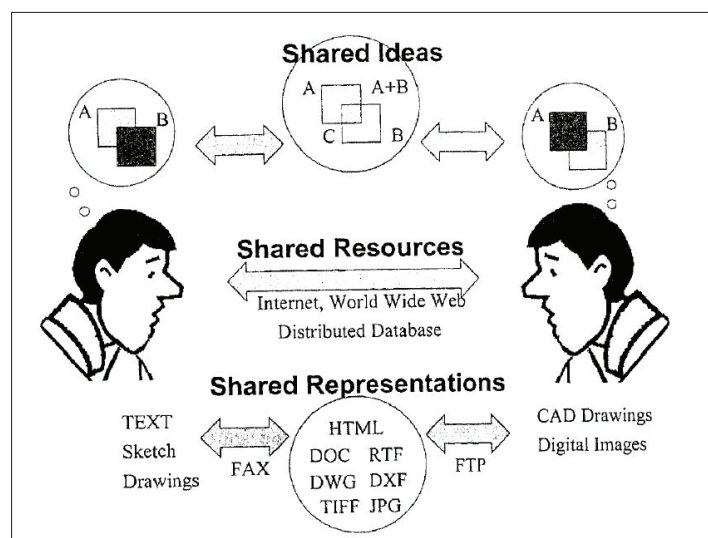 Shared Ideas
A B
A A+B
C B
A B
Shared Resources
Internet, World Wide Web
Distributed Database
Shared Representations
TEXT
Sketch
Drawings
FAX
HTML
DOC RTF
DWG DXF
TIFF JPG
FTP
CAD Drawings
Digital Images